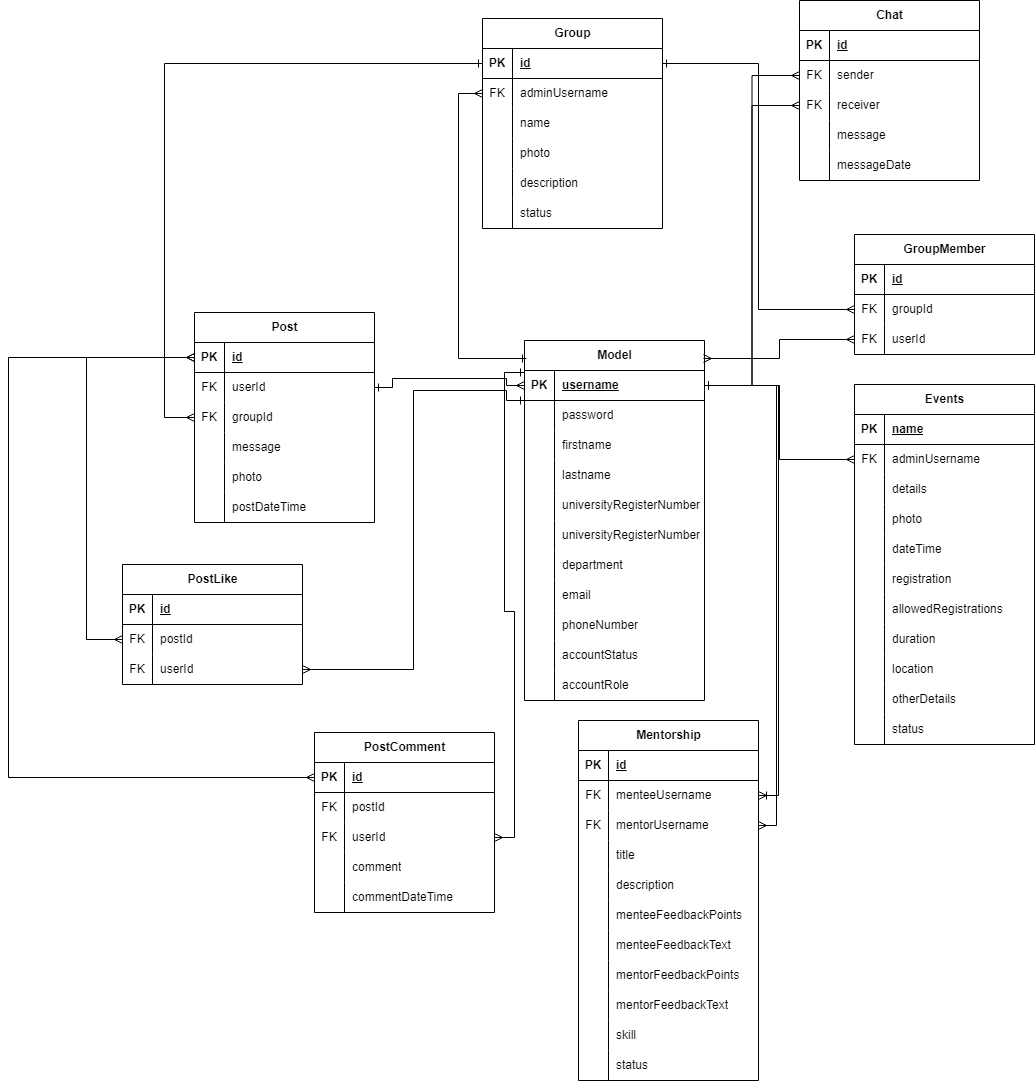 Group
PK id
FK adminUsername
name
photo
description
status
Chat
PK id
FK sender
FK receiver
message
messageDate
GroupMember
PK id
FK groupId
FK userId
Post
PK id
FK userId
FK groupId
message
photo
postDateTime
Model
PK username
password
firstname
lastname
universityRegisterNumber
universityRegisterNumber
department
email
phoneNumber
accountStatus
accountRole
Events
PK name
FK adminUsername
details
photo
dateTime
registration
allowedRegistrations
duration
location
otherDetails
status
PostLike
PK id
FK postId
FK userId
PostComment
PK id
FK postId
FK userId
comment
commentDateTime
Mentorship
PK id
FK menteeUsername
FK mentorUsername
title
description
menteeFeedbackPoints
menteeFeedbackText
mentorFeedbackPoints
mentorFeedbackText
skill
status